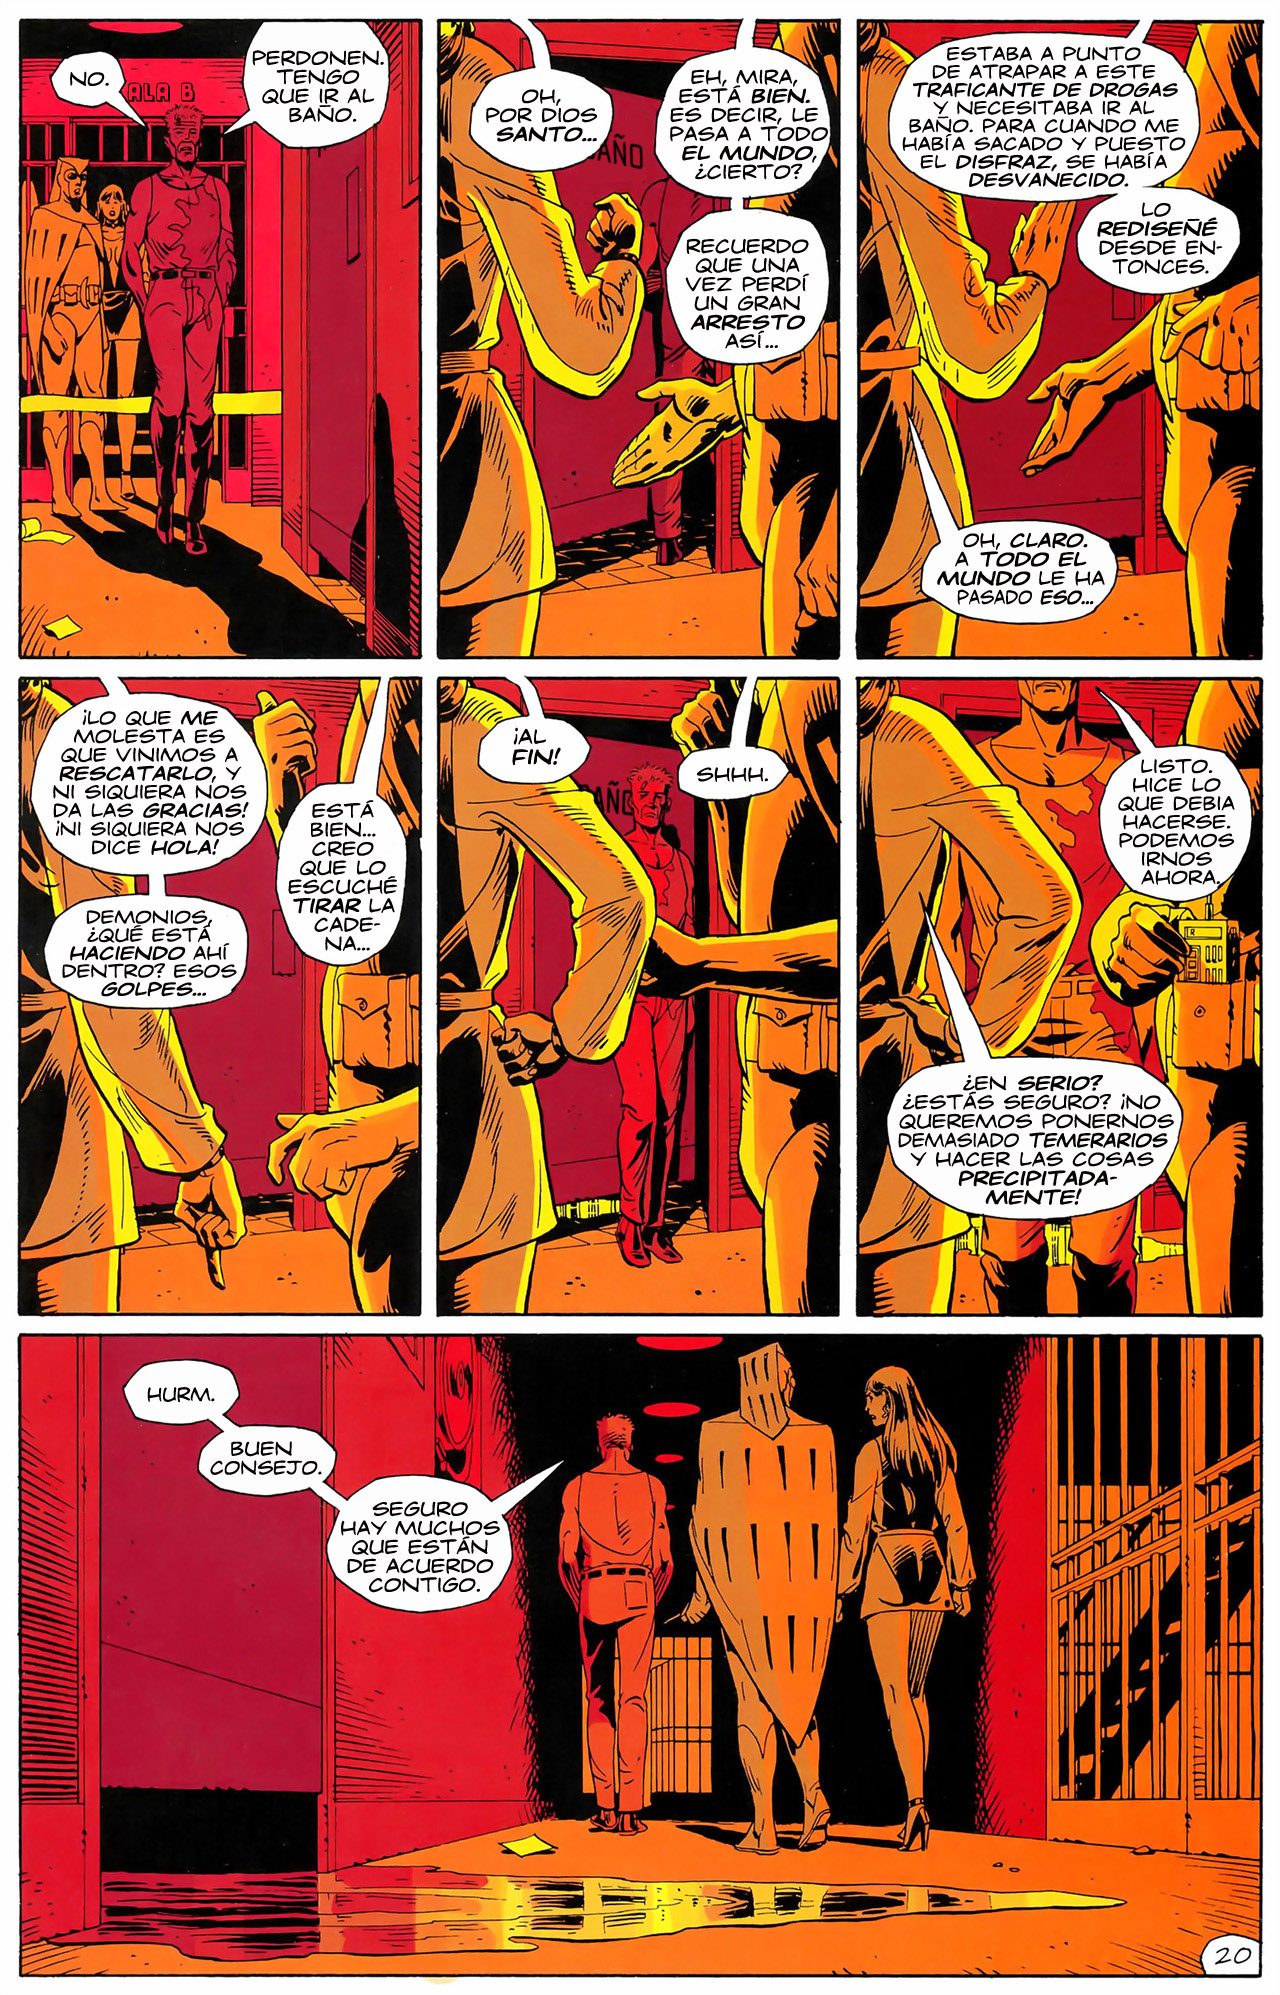 NO.
PERDONEN.
TENGO
QUE IR AL
BAÑO.
ALA B
OH,
POR DIOS
SANTO...
EH, MIRA,
ESTÁ BIEN.
ES DECIR, LE
PASA A TODO
EL MUNDO,
¿CIERTO?
RECUERDO
QUE UNA
VEZ PERDÍ
UN GRAN
ARRESTO
ASÍ...
BAÑO
ESTABA A PUNTO
DE ATRAPAR A ESTE
TRAFICANTE DE DROGAS
Y NECESITABA IR AL
BAÑO. PARA CUANDO ME
HABÍA SACADO Y PUESTO
EL DISFRAZ, SE HABÍA
DESVANECIDO.
LO
REDISEÑÉ
DESDE EN-
TONCES.
OH, CLARO.
A TODO EL
MUNDO LE HA
PASADO ESO...
¡LO QUE ME
MOLESTA ES
QUE VINIMOS A
RESCATARLO, Y
NI SIQUIERA NOS
DA LAS GRACIAS!
¡NI SIQUIERA NOS
DICE HOLA!
DEMONIOS,
¿QUÉ ESTÁ
HACIENDO AHÍ
DENTRO? ESOS
GOLPES...
ESTÁ
BIEN...
CREO
QUE LO
ESCUCHÉ
TIRAR LA
CADE-
NA...
¡AL
FIN!
SHHH.
BAÑO
LISTO.
HICE LO
QUE DEBIA
HACERSE.
PODEMOS
IRNOS
AHORA.
R
¿EN SERIO?
¿ESTÁS SEGURO? ¡NO
QUEREMOS PONERNOS
DEMASIADO TEMERARIOS
Y HACER LAS COSAS
PRECIPITADA-
MENTE!
HURM.
BUEN
CONSEJO.
SEGURO
HAY MUCHOS
QUE ESTÁN
DE ACUERDO
CONTIGO.
20